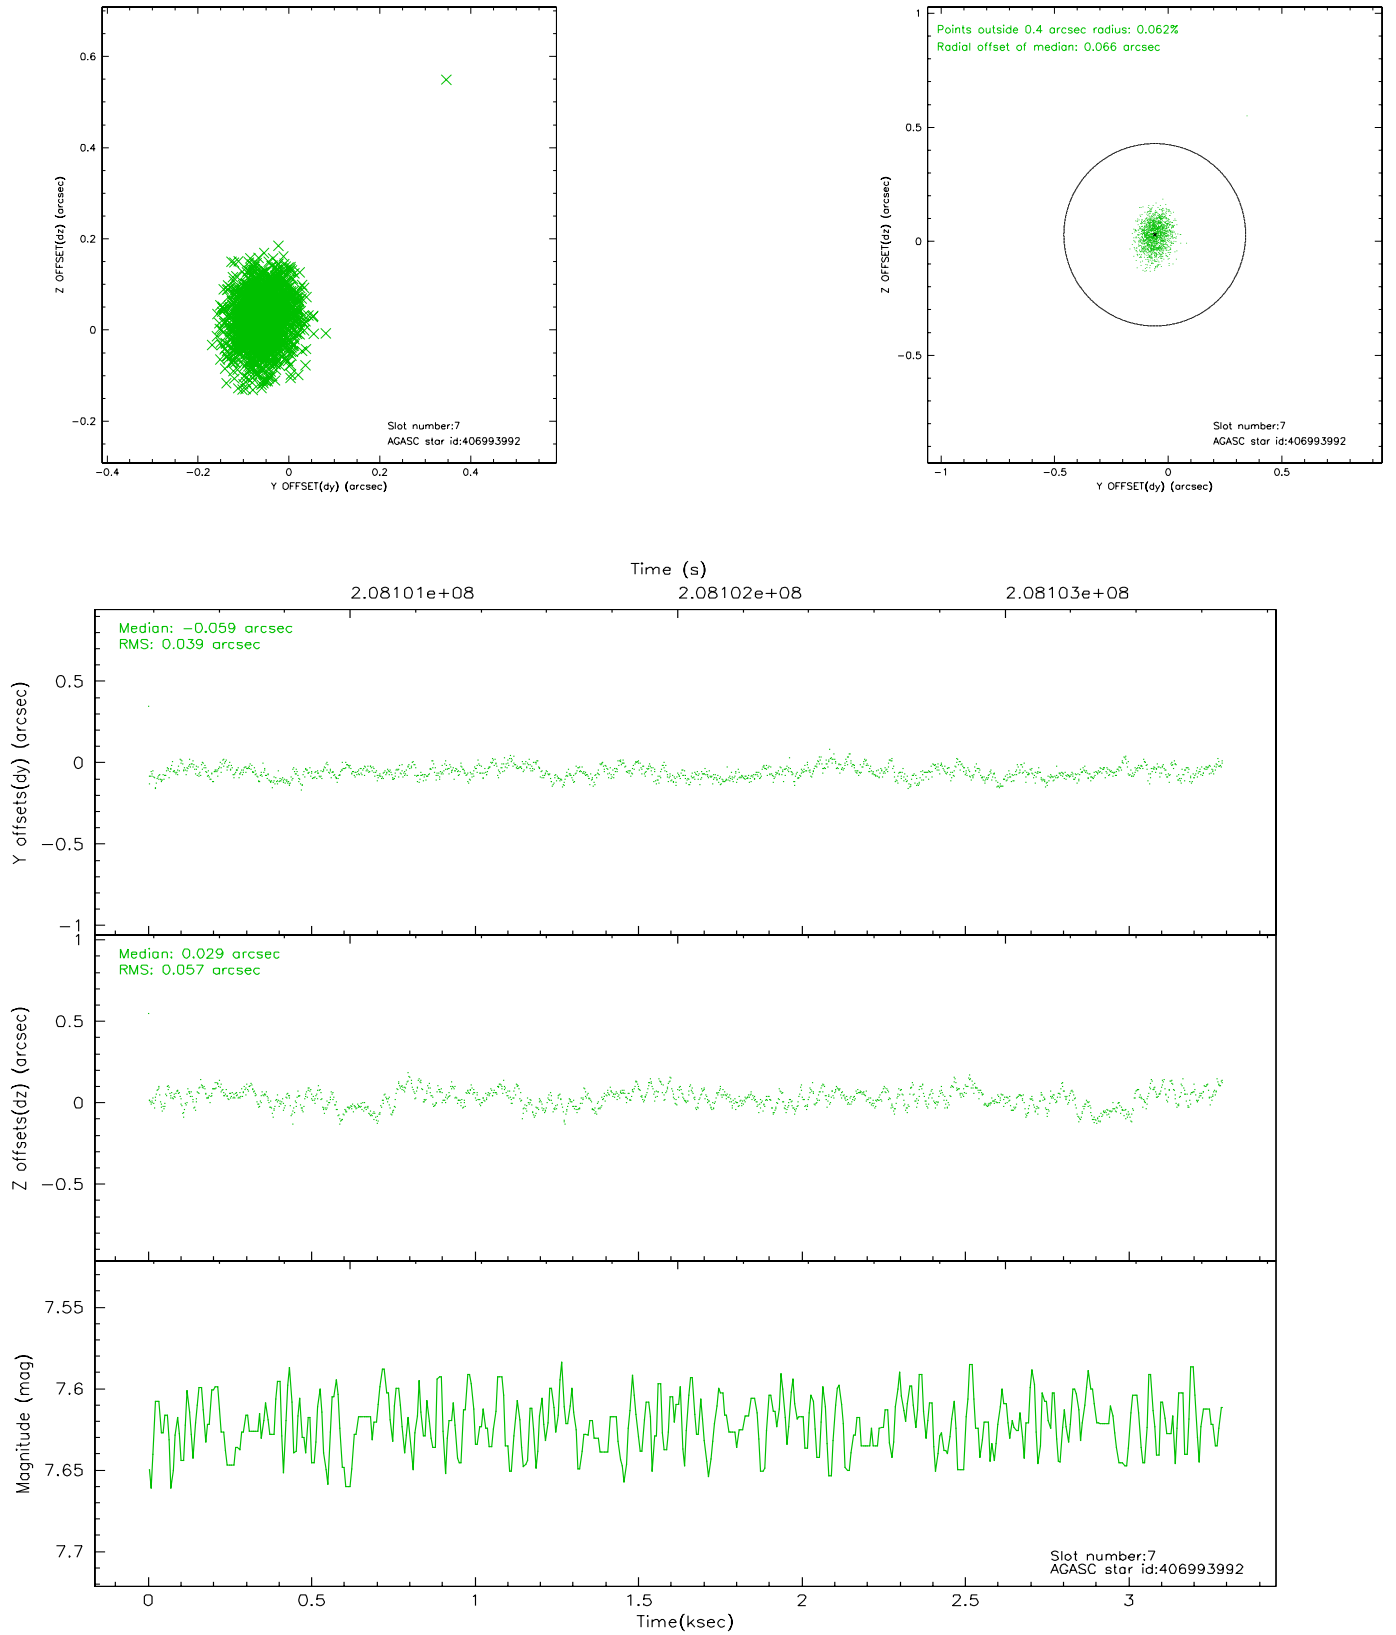 0.6
0.4
0.2
0
−0.2
Z OFFSET(dz) (arcsec)
Slot number:7
AGASC star id:406993992
−0.4 −0.2 0 0.2 0.4
Y OFFSET(dy) (arcsec)
Points outside 0.4 arcsec radius: 0.062%
Radial offset of median: 0.066 arcsec
1
0.5
0
−0.5
Z OFFSET(dz) (arcsec)
Slot number:7
AGASC star id:406993992
−1 −0.5 0 0.5
Y OFFSET(dy) (arcsec)
Time (s)
2.08101e+08 2.08102e+08 2.08103e+08
Median: −0.059 arcsec
RMS: 0.039 arcsec
0.5
0
−0.5
−1
Y offsets(dy) (arcsec)
Median: 0.029 arcsec
RMS: 0.057 arcsec
1
0.5
0
−0.5
Z offsets(dz) (arcsec)
7.55
7.6
7.65
7.7
Magnitude (mag)
Slot number:7
AGASC star id:406993992
0 0.5 1 1.5 2 2.5 3
Time(ksec)